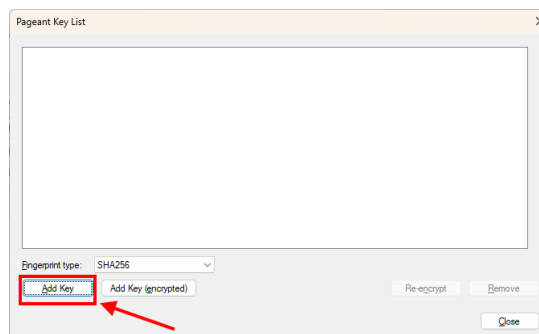 Pageant Key List
Fingerprint type: SHA256
Add Key Add Key (encrypted) Re-encrypt Remove
Close